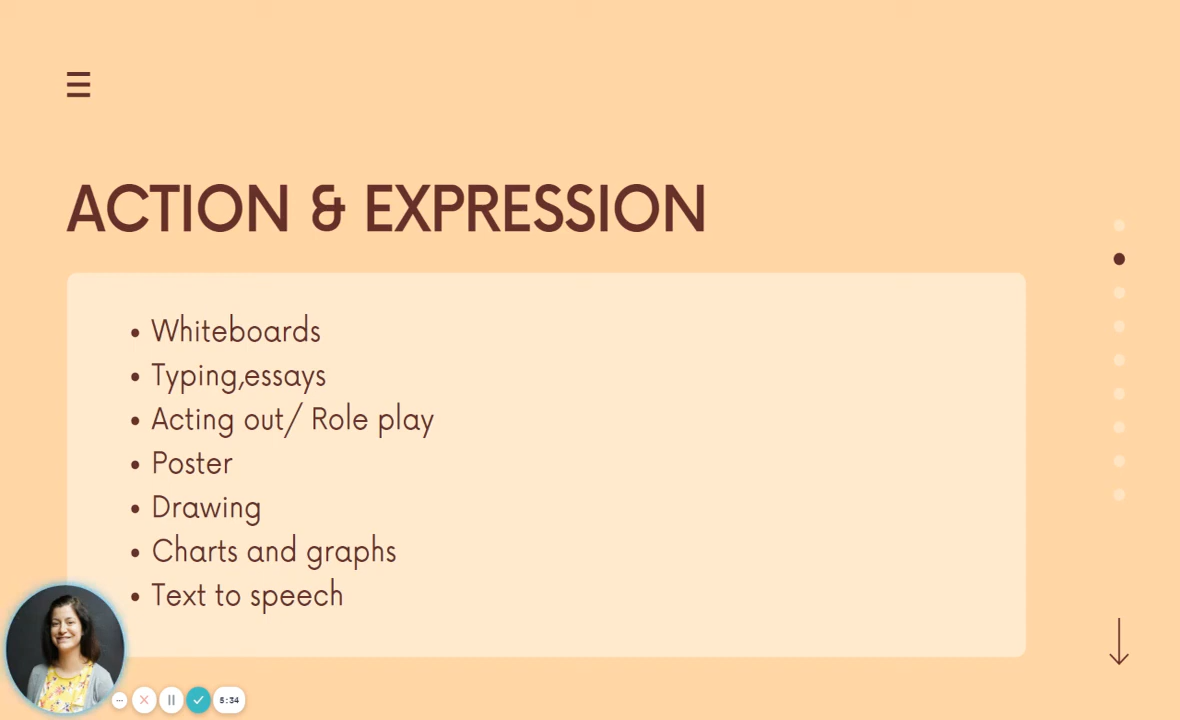 ACTION & EXPRESSION
• Whiteboards
• Typing,essays
• Acting out/ Role play
• Poster
• Drawing
• Charts and graphs
• Text to speech
5:34